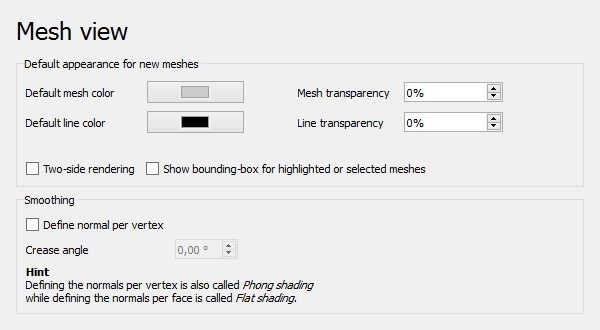 Mesh view
Default appearance for new meshes
Default mesh color Mesh transparency 0%
Default line color Line transparency 0%
Two-side rendering Show bounding-box for highlighted or selected meshes
Smoothing
Define normal per vertex
Crease angle 0,00 °
Hint
Defining the normals per vertex is also called Phong shading
while defining the normals per face is called Flat shading.